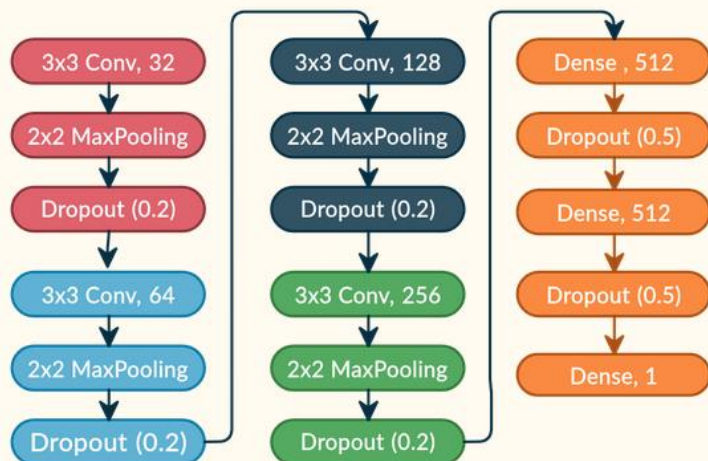 3x3 Conv, 32
2x2 MaxPooling
Dropout (0.2)
3x3 Conv, 64
2x2 MaxPooling
Dropout (0.2)
3x3 Conv, 128
2x2 MaxPooling
Dropout (0.2)
3x3 Conv, 256
2x2 MaxPooling
Dropout (0.2)
Dense , 512
Dropout (0.5)
Dense, 512
Dropout (0.5)
Dense, 1